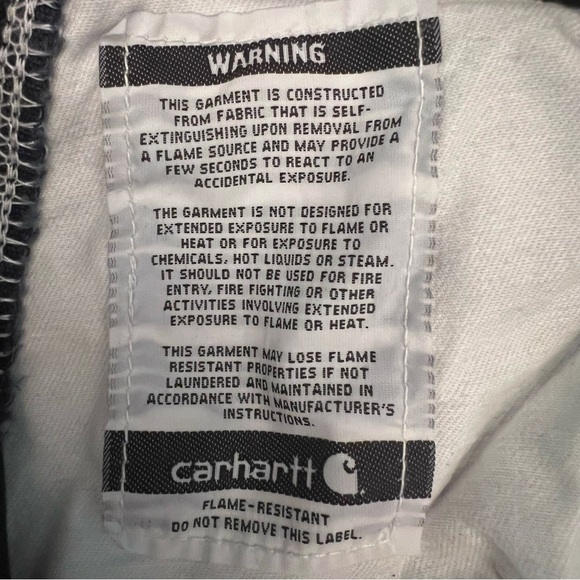 WARNING
THIS GARMENT IS CONSTRUCTED
FROM FABRIC THAT IS SELF-
EXTINGUISHING UPON REMOVAL FROM
A FLAME SOURCE AND MAY PROVIDE A
FEW SECONDS TO REACT TO AN
ACCIDENTAL EXPOSURE.
THE GARMENT IS NOT DESIGNED FOR
EXTENDED EXPOSURE TO FLAME OR
HEAT OR FOR EXPOSURE TO
CHEMICALS, HOT LIQUIDS OR STEAM.
IT SHOULD NOT BE USED FOR FIRE
ENTRY, FIRE FIGHTING OR OTHER
ACTIVITIES INVOLVING EXTENDED
EXPOSURE TO FLAME OR HEAT.
THIS GARMENT MAY LOSE FLAME
RESISTANT PROPERTIES IF NOT
LAUNDERED AND MAINTAINED IN
ACCORDANCE WITH MANUFACTURER'S
INSTRUCTIONS.
carhartt
FLAME-RESISTANT
DO NOT REMOVE THIS LABEL.